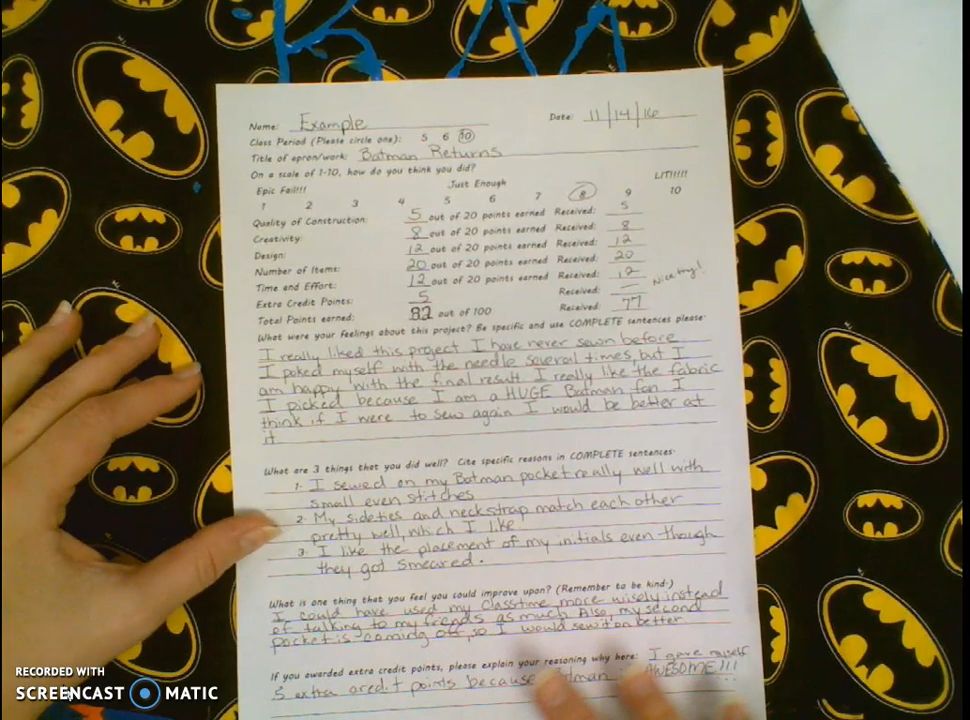 Name: Example Date: 11/14/16
Class Period (Please circle one): 5 6 10
Title of apron/work: Batman Returns
On a scale of 1-10, how do you think you did?
Epic Fail!!! Just Enough LIT!!!!!
1 2 3 4 5 6 7 8 9 10
Quality of Construction: 5 out of 20 points earned Received: 5
Creativity: 8 out of 20 points earned Received: 8
Design: 12 out of 20 points earned Received: 12
Number of Items: 20 out of 20 points earned Received: 20
Time and Effort: 12 out of 20 points earned Received: 12
Extra Credit Points: 5 Received: — Nice try!
Total Points earned: 82 out of 100 Received: 77
What were your feelings about this project? Be specific and use COMPLETE sentences please:
I really liked this project I have never sewn before
I poked myself with the needle several times, but I
am happy with the final result. I really like the fabric
I picked because I am a HUGE Batman fan I
think if I were to sew again I would be better at
it
What are 3 things that you did well? Cite specific reasons in COMPLETE sentences:
1. I sewed on my Batman pocket really well with
small even stitches
2. My side ties and neckstrap match each other
pretty well, which I like
3. I like the placement of my initials even though
they got smeared.
What is one thing that you feel you could improve upon? (Remember to be kind.)
I could have used my classtime more wisely instead
of talking to my friends as much Also, my second
pocket is coming off, so I would sew it on better
If you awarded extra credit points, please explain your reasoning why here: I gave myself
5 extra credit points because Batman AWESOME!!!
RECORDED WITH
SCREENCAST MATIC